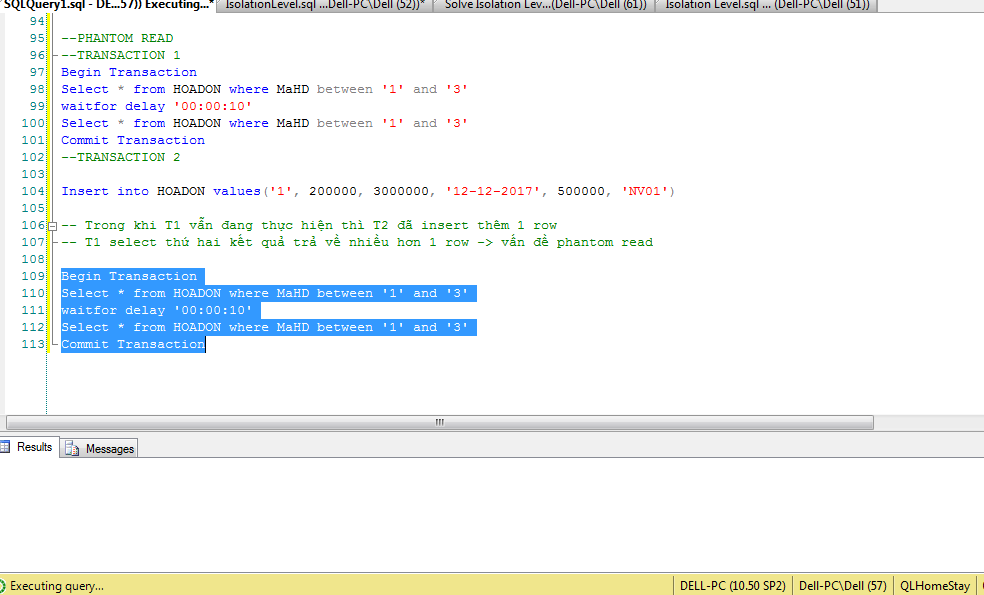 SQLQuery1.sql - DE...57)) Executing...* IsolationLevel.sql ...Dell-PC\Dell (52))* Solve Isolation Lev...(Dell-PC\Dell (61)) Isolation Level.sql ... (Dell-PC\Dell (51))
94
95 --PHANTOM READ
96 --TRANSACTION 1
97 Begin Transaction
98 Select * from HOADON where MaHD between '1' and '3'
99 waitfor delay '00:00:10'
100 Select * from HOADON where MaHD between '1' and '3'
101 Commit Transaction
102 --TRANSACTION 2
103
104 Insert into HOADON values('1', 200000, 3000000, '12-12-2017', 500000, 'NV01')
105
106 -- Trong khi T1 vẫn đang thực hiện thì T2 đã insert thêm 1 row
107 -- T1 select thứ hai kết quả trả về nhiều hơn 1 row -> vấn đề phantom read
108
109 Begin Transaction
110 Select * from HOADON where MaHD between '1' and '3'
111 waitfor delay '00:00:10'
112 Select * from HOADON where MaHD between '1' and '3'
113 Commit Transaction
Results Messages
Executing query... DELL-PC (10.50 SP2) Dell-PC\Dell (57) QLHomeStay